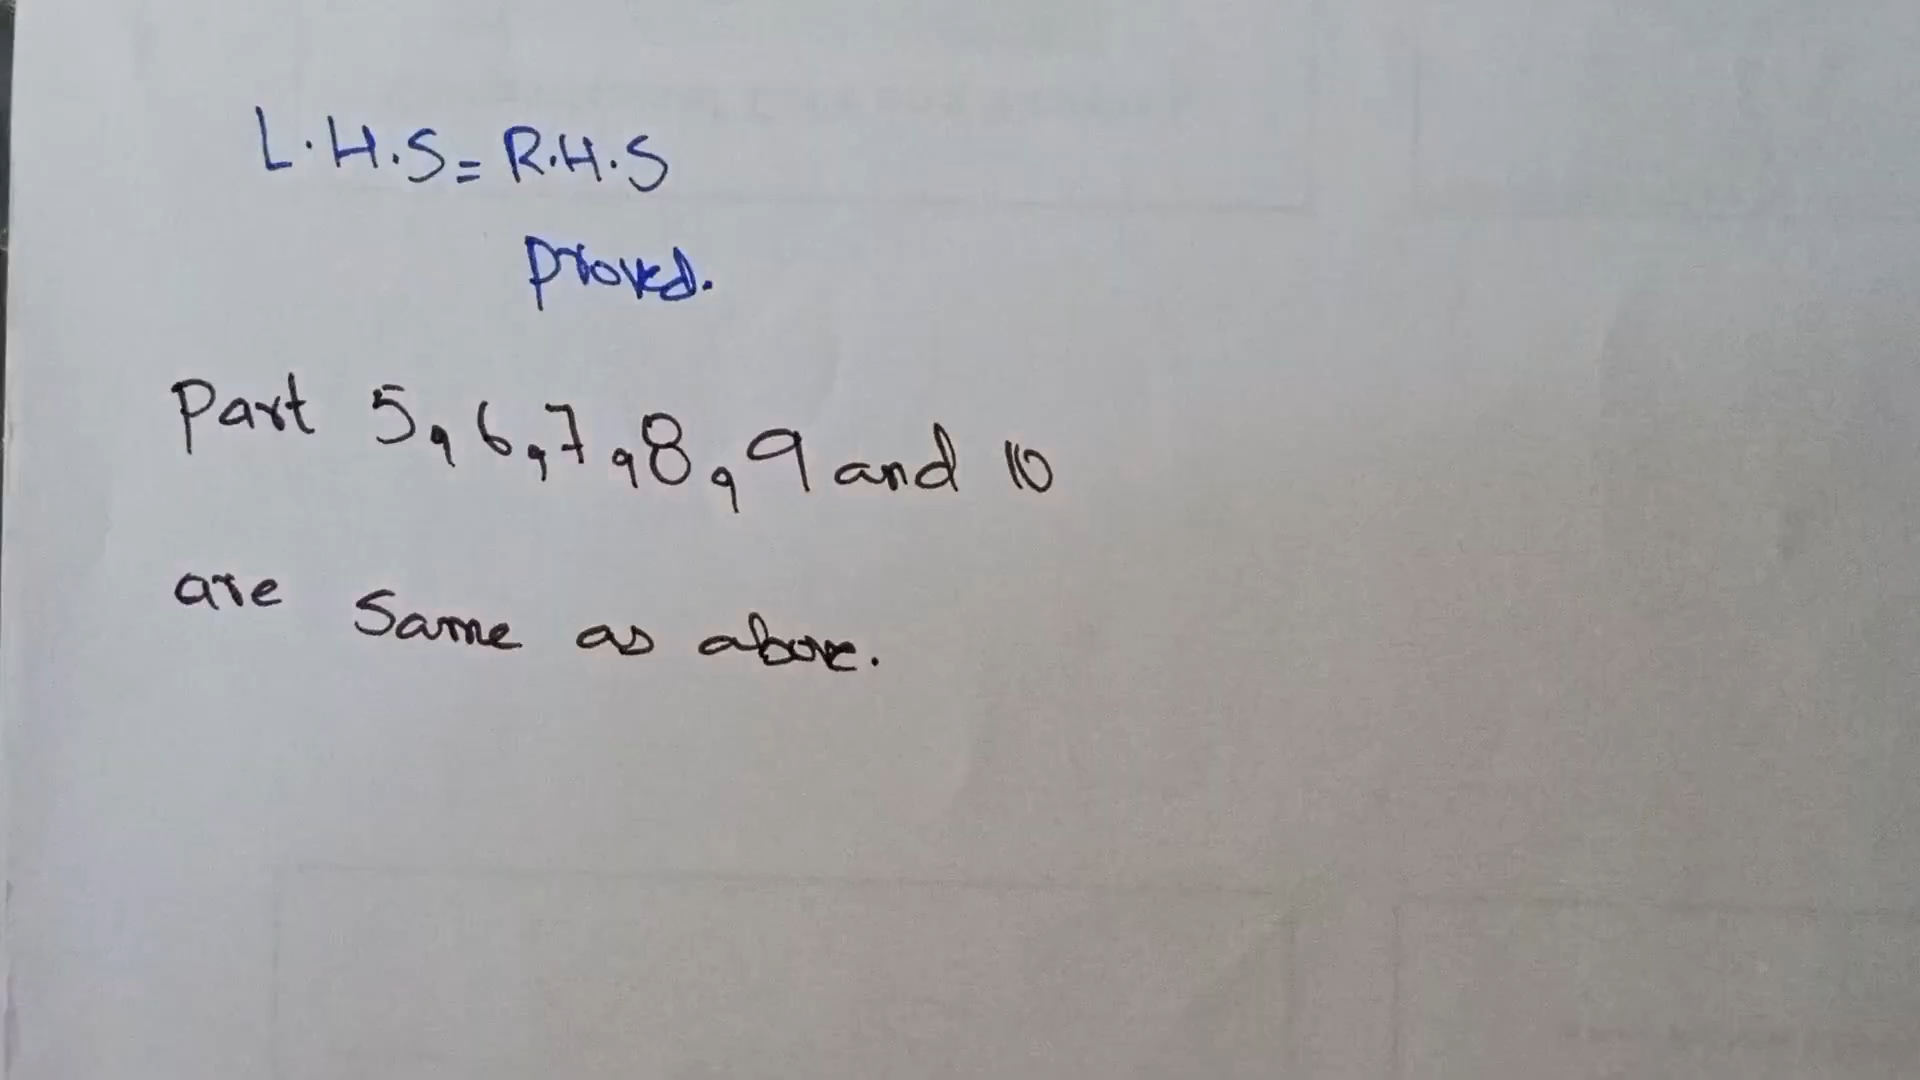 L.H.S = R.H.S
Proved.
Part 5, 6, 7, 8, 9 and 10
are Same as above.